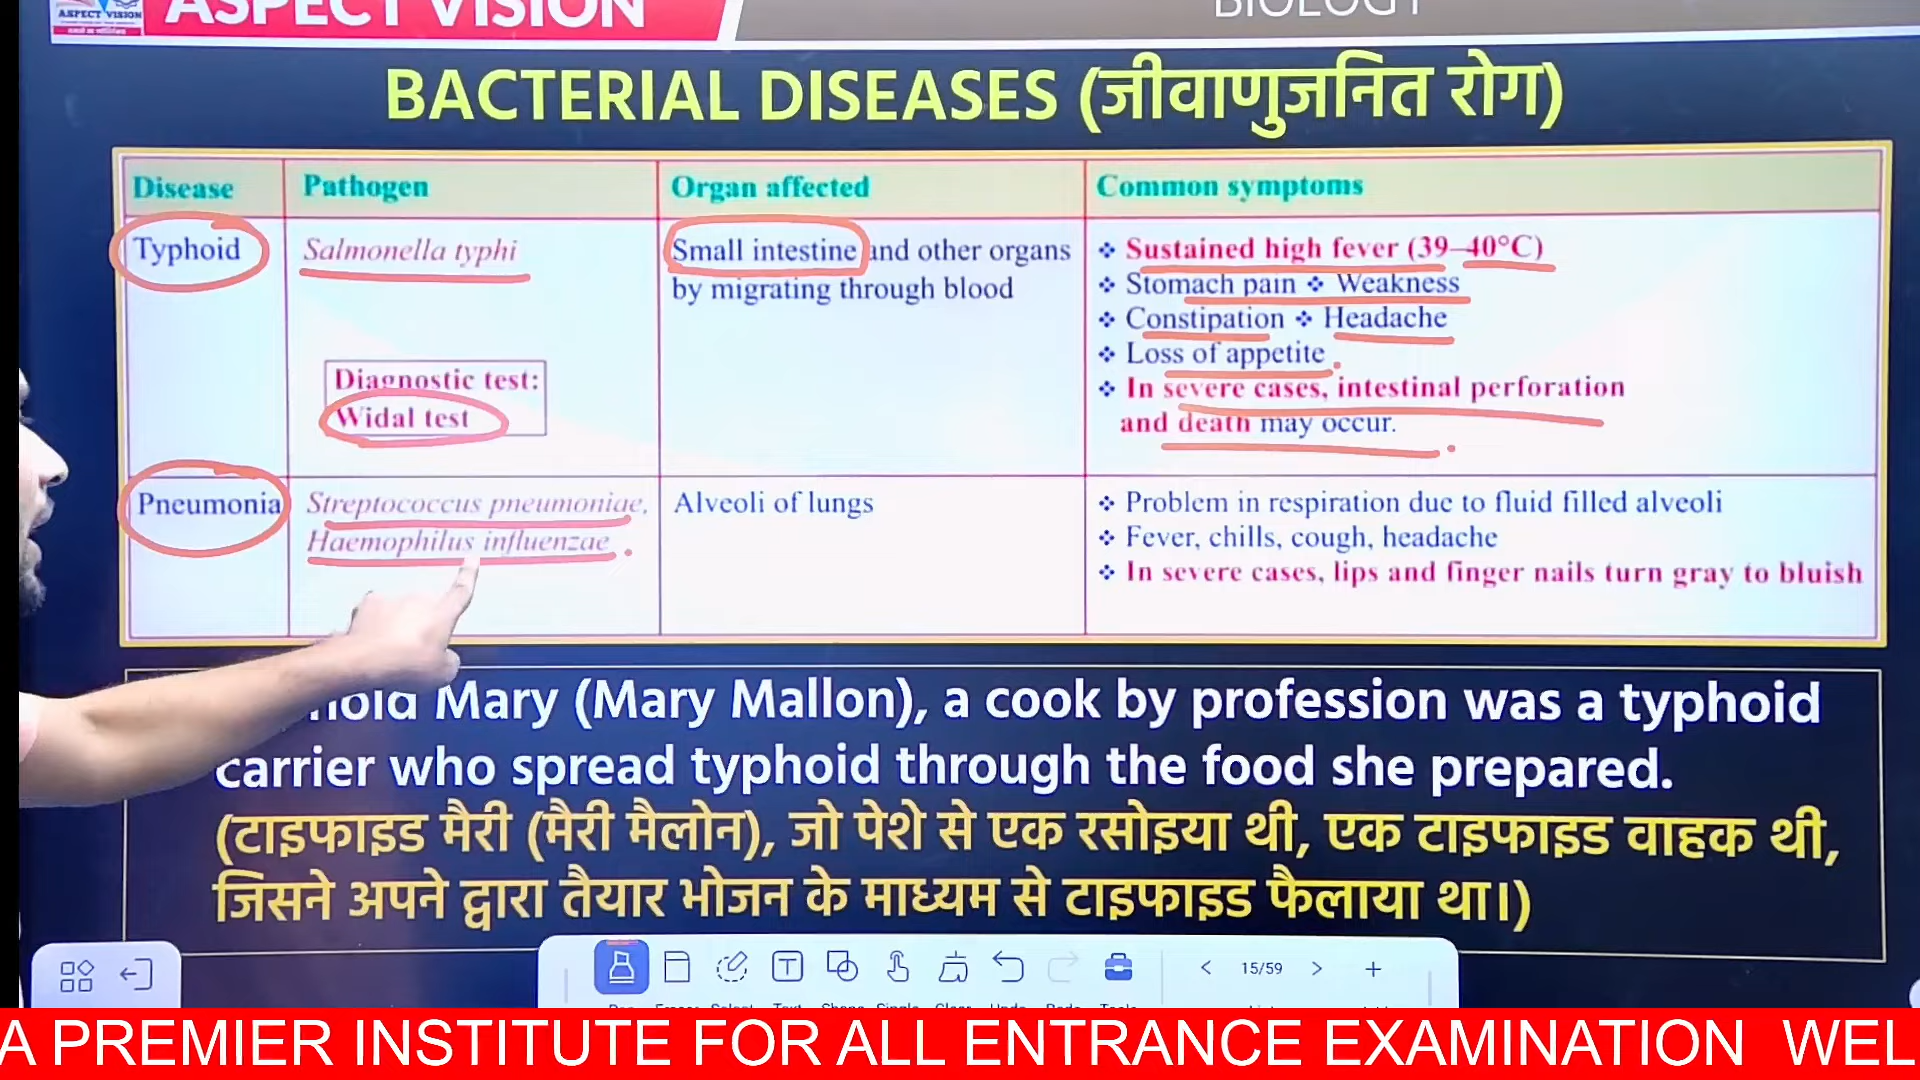 ASPECT VISION
ASPECT VISION
BIOLOGY
BACTERIAL DISEASES (जीवाणुजनित रोग)
Disease Pathogen Organ affected Common symptoms
Typhoid Salmonella typhi Small intestine and other organs
by migrating through blood
❖ Sustained high fever (39–40°C)
❖ Stomach pain ❖ Weakness
❖ Constipation ❖ Headache
❖ Loss of appetite
❖ In severe cases, intestinal perforation
and death may occur.
Diagnostic test:
Widal test
Pneumonia Streptococcus pneumoniae,
Haemophilus influenzae
Alveoli of lungs
❖ Problem in respiration due to fluid filled alveoli
❖ Fever, chills, cough, headache
❖ In severe cases, lips and finger nails turn gray to bluish
Mary (Mary Mallon), a cook by profession was a typhoid
carrier who spread typhoid through the food she prepared.
(टाइफाइड मैरी (मैरी मैलोन), जो पेशे से एक रसोइया थी, एक टाइफाइड वाहक थी,
जिसने अपने द्वारा तैयार भोजन के माध्यम से टाइफाइड फैलाया था।)
15/59
A PREMIER INSTITUTE FOR ALL ENTRANCE EXAMINATION WEL